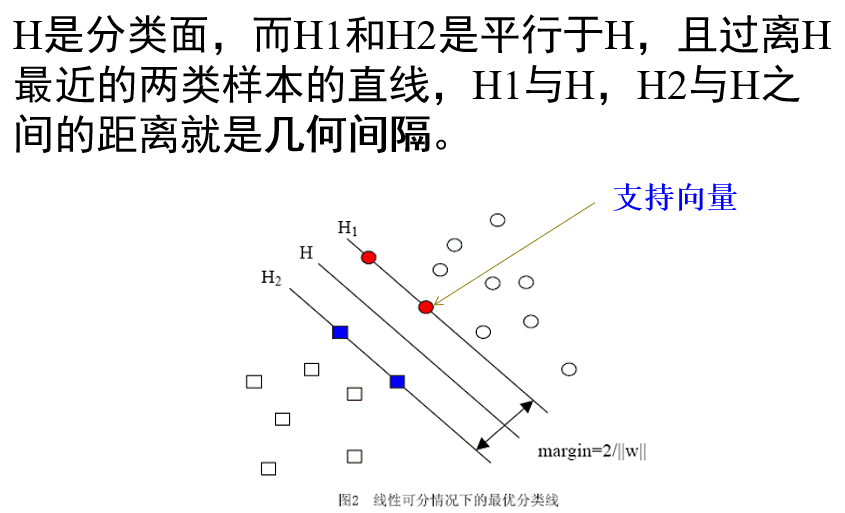 H是分类面，而H1和H2是平行于H，且过离H
最近的两类样本的直线，H1与H，H2与H之
间的距离就是几何间隔。
支持向量
H₁
H
H₂
margin=2/||w||
图2 线性可分情况下的最优分类线